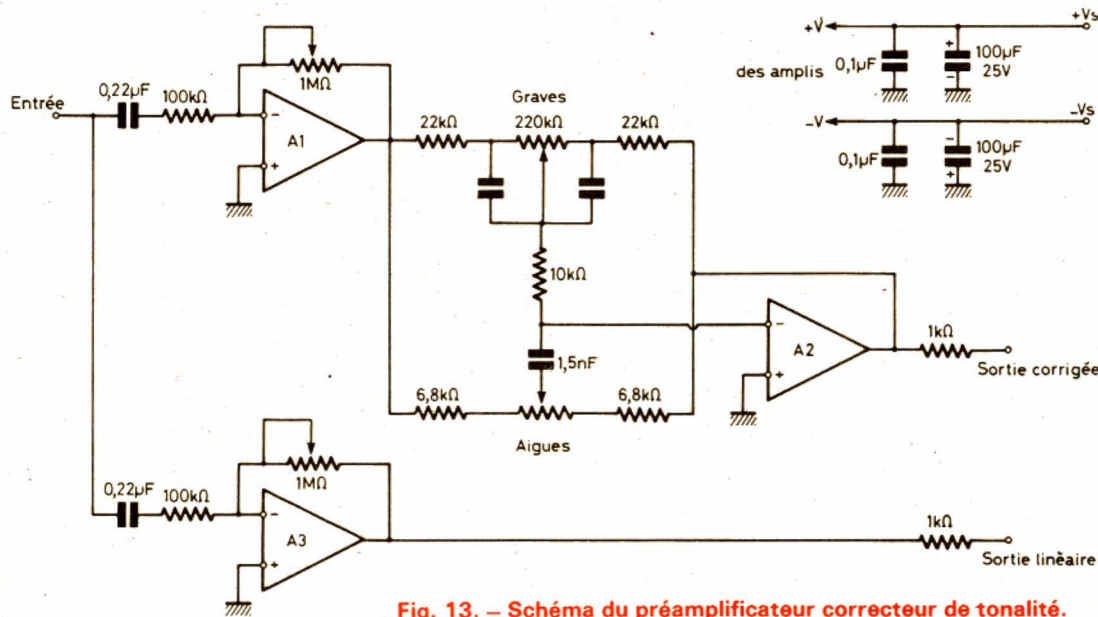 +V
+Vs
des amplis
0,1µF
+
−
100µF
25V
−V
−Vs
0,1µF
−
+
100µF
25V
Entrée
0,22µF
100kΩ
1MΩ
−
A1
+
Graves
22kΩ
220kΩ
22kΩ
10kΩ
1,5nF
6,8kΩ
6,8kΩ
Aigues
−
A2
+
1kΩ
Sortie corrigée
0,22µF
100kΩ
1MΩ
−
A3
+
1kΩ
Sortie linèaire
Fig. 13. — Schéma du préamplificateur correcteur de tonalité.